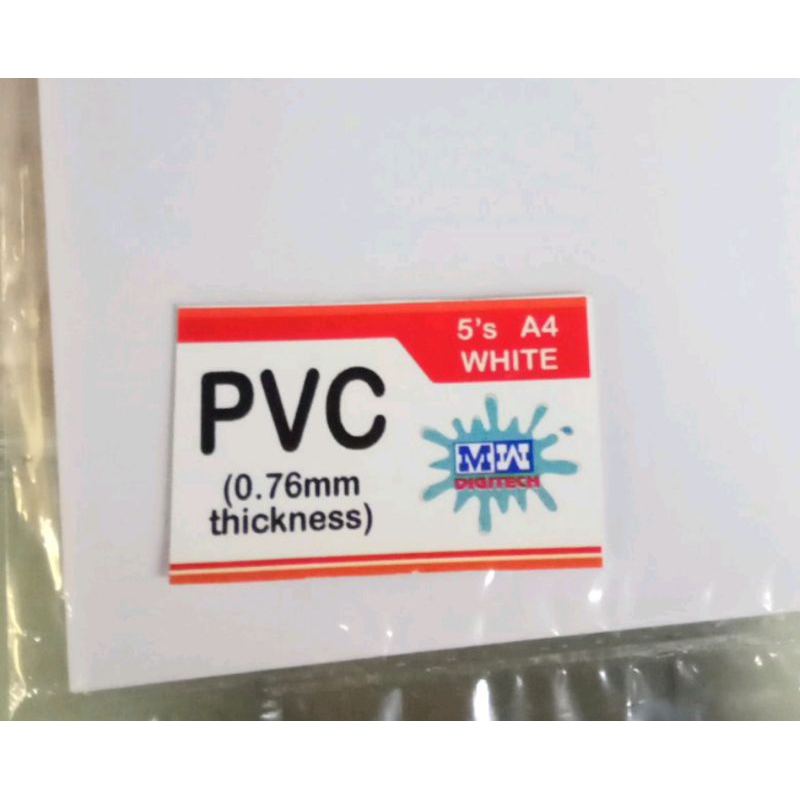 5's A4
WHITE
PVC
(0.76mm
thickness)
MW
DIGITECH